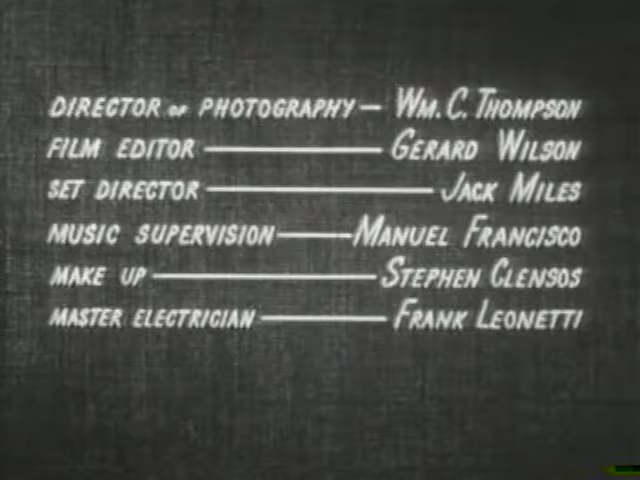 DIRECTOR OF PHOTOGRAPHY — WM. C. THOMPSON
FILM EDITOR — GERARD WILSON
SET DIRECTOR — JACK MILES
MUSIC SUPERVISION — MANUEL FRANCISCO
MAKE UP — STEPHEN CLENSOS
MASTER ELECTRICIAN — FRANK LEONETTI